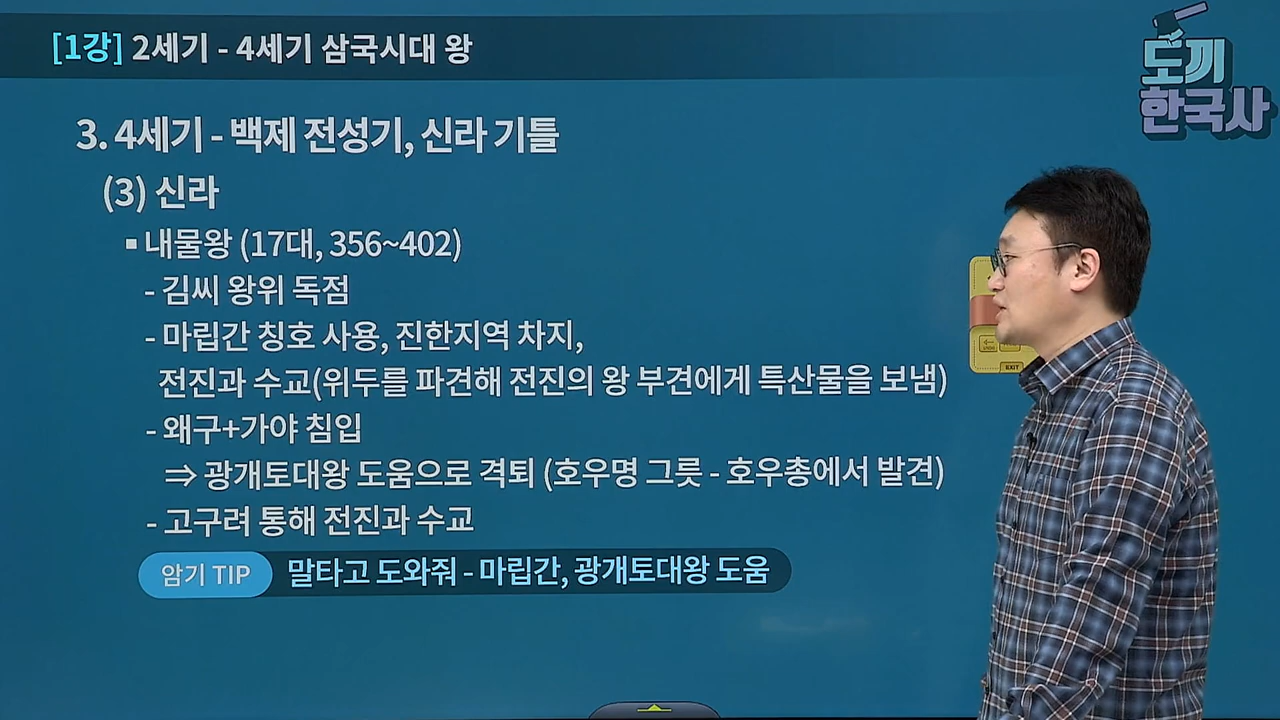 [1강] 2세기 - 4세기 삼국시대 왕
도끼
한국사
3. 4세기 - 백제 전성기, 신라 기틀
(3) 신라
▪ 내물왕 (17대, 356~402)
- 김씨 왕위 독점
- 마립간 칭호 사용, 진한지역 차지,
전진과 수교(위두를 파견해 전진의 왕 부견에게 특산물을 보냄)
- 왜구+가야 침입
⇒ 광개토대왕 도움으로 격퇴 (호우명 그릇 - 호우총에서 발견)
- 고구려 통해 전진과 수교
암기 TIP 말타고 도와줘 - 마립간, 광개토대왕 도움
EXIT